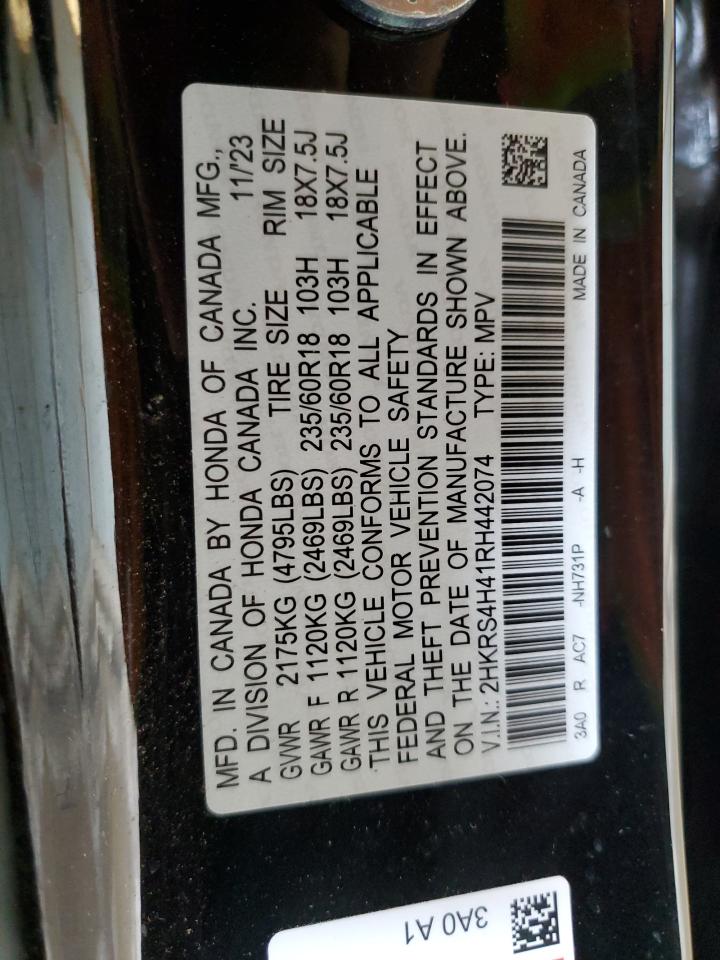 MFD. IN CANADA BY HONDA OF CANADA MFG.,
A DIVISION OF HONDA CANADA INC. 11/'23
GVWR 2175KG (4795LBS) TIRE SIZE RIM SIZE
GAWR F 1120KG (2469LBS) 235/60R18 103H 18X7.5J
GAWR R 1120KG (2469LBS) 235/60R18 103H 18X7.5J
THIS VEHICLE CONFORMS TO ALL APPLICABLE
FEDERAL MOTOR VEHICLE SAFETY
AND THEFT PREVENTION STANDARDS IN EFFECT
ON THE DATE OF MANUFACTURE SHOWN ABOVE.
V.I.N.: 2HKRS4H41RH442074 TYPE: MPV
3A0 R AC7 -NH731P -A -H MADE IN CANADA
3A0 A1